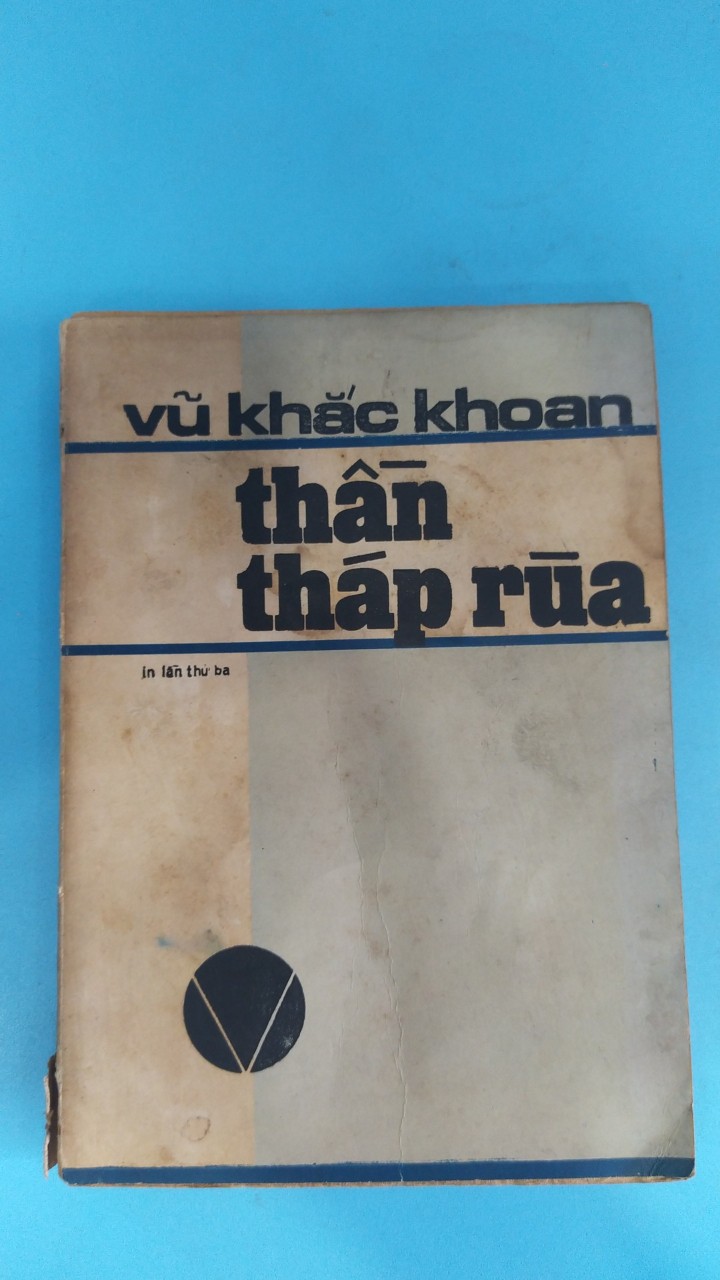 vũ khắc khoan
thần
tháp rùa
in lần thứ ba